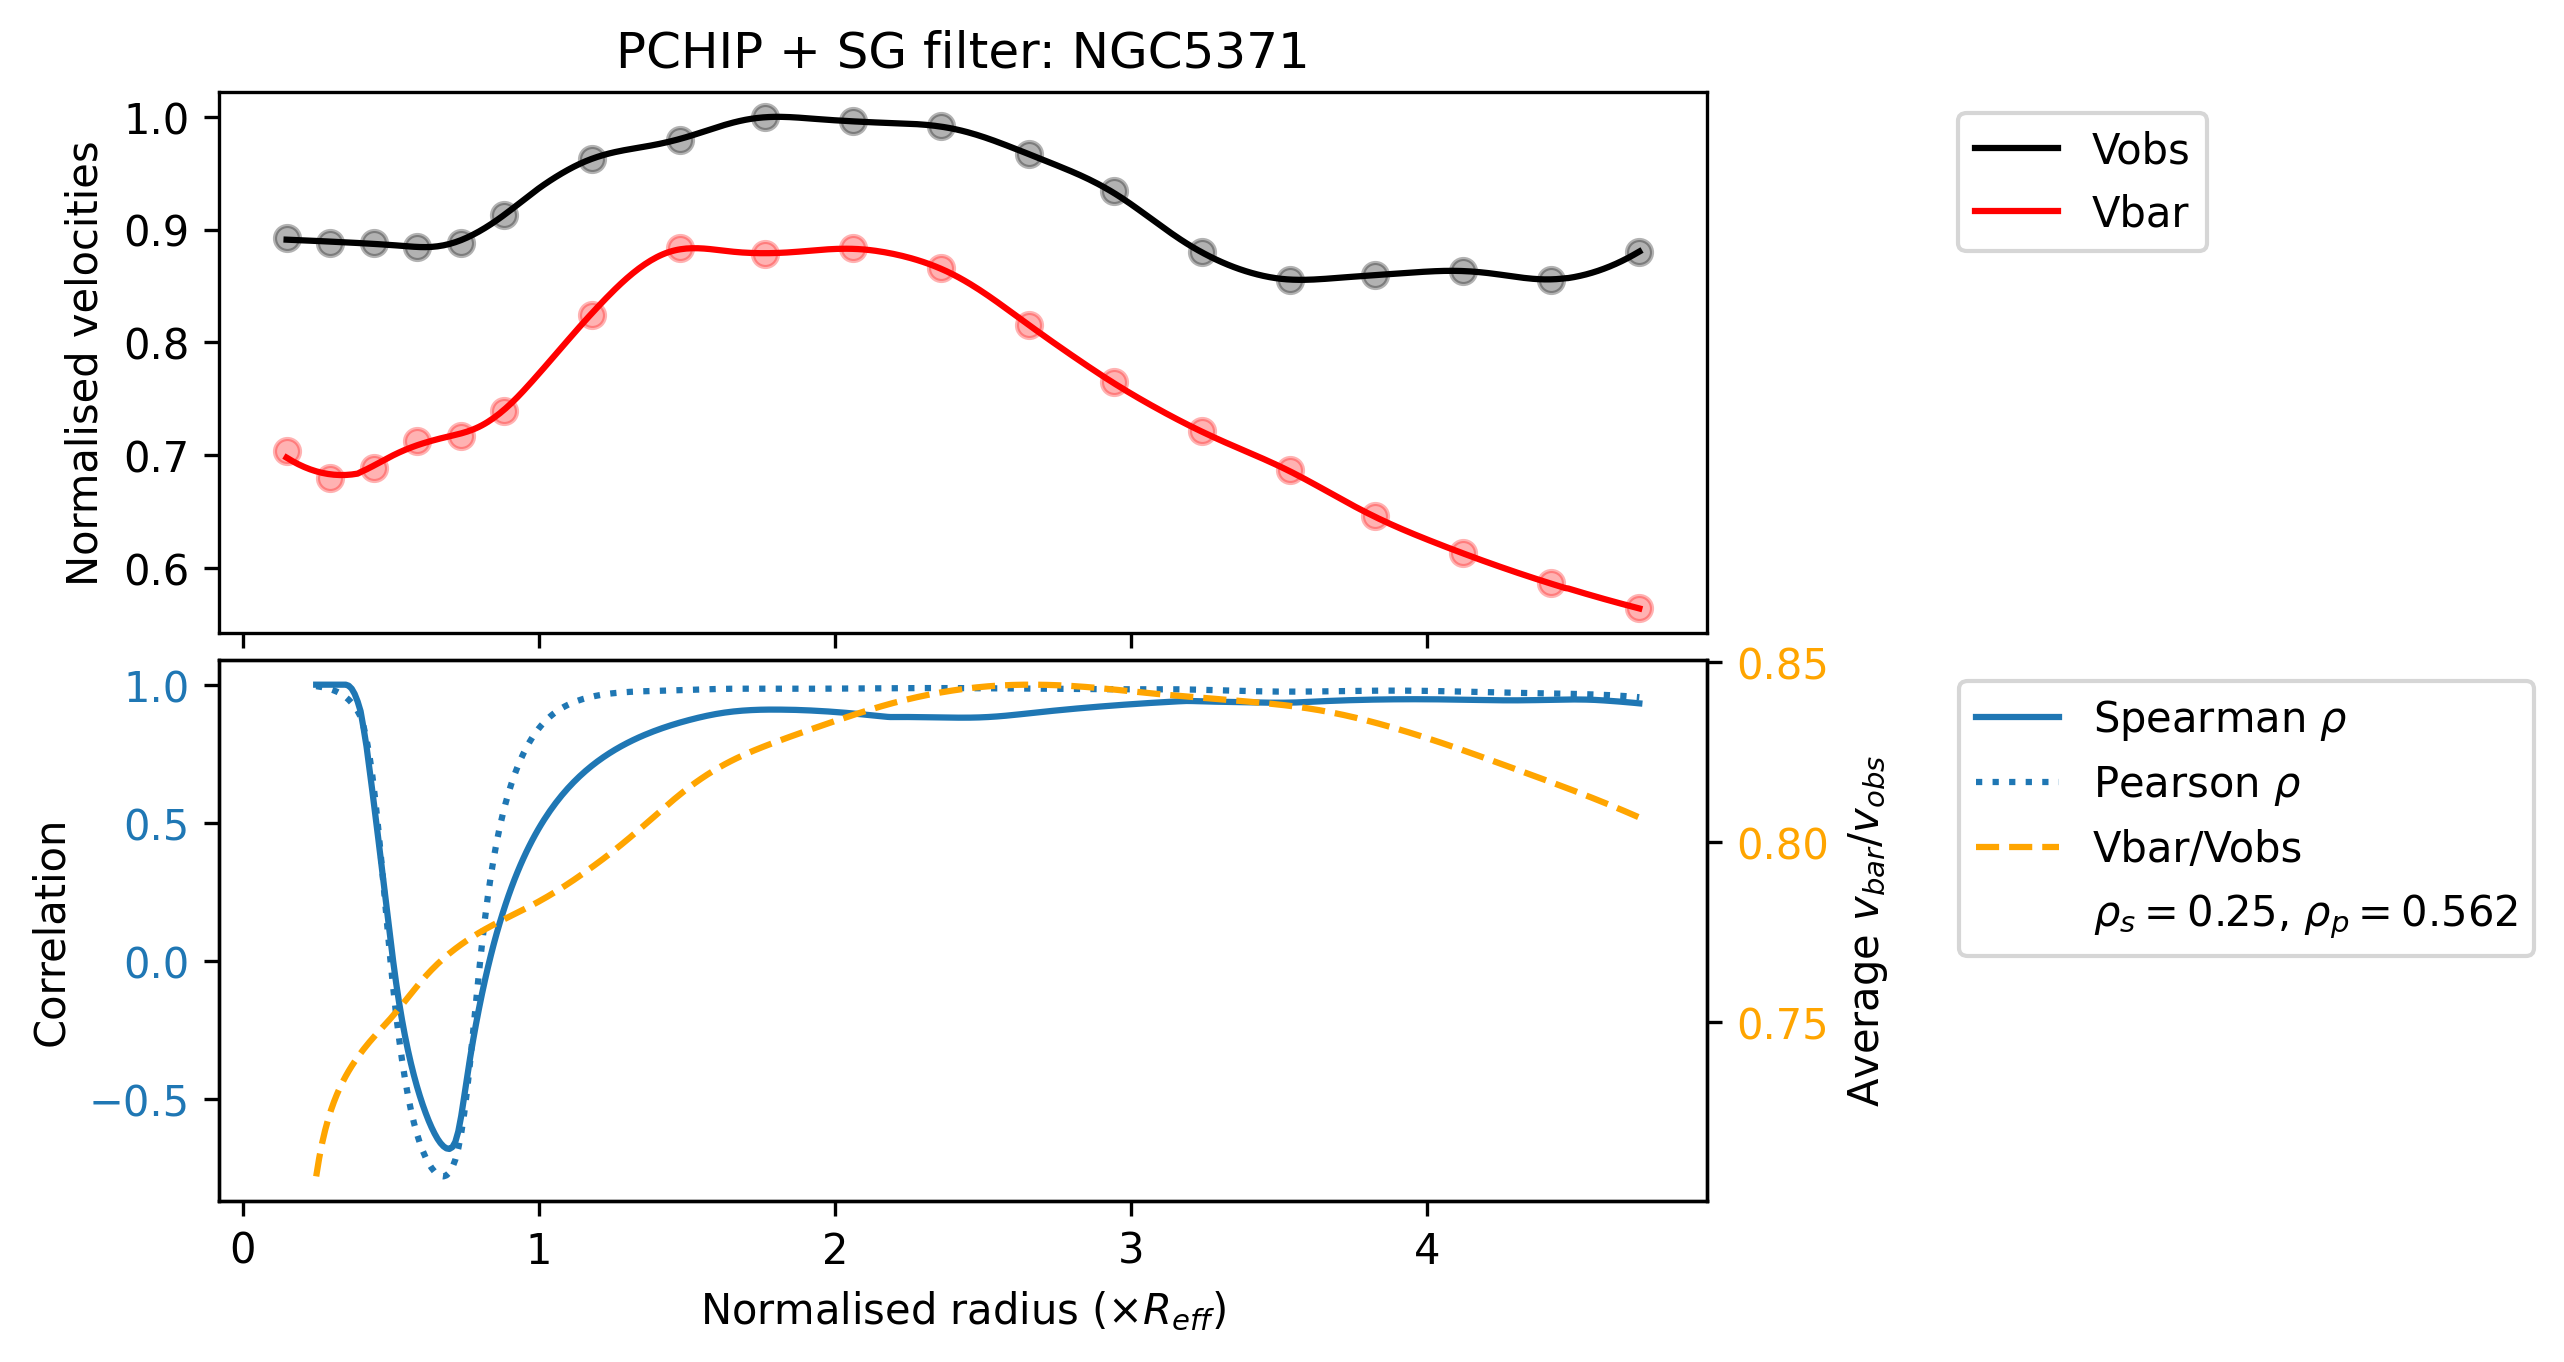 PCHIP + SG filter: NGC5371
Normalised velocities
1.0
0.9
0.8
0.7
0.6
Vobs
Vbar
Correlation
1.0
0.5
0.0
−0.5
0.85
0.80
0.75
Average v_bar/v_obs
Spearman ρ
Pearson ρ
Vbar/Vobs
ρ_s = 0.25, ρ_p = 0.562
0 1 2 3 4
Normalised radius (×R_eff)